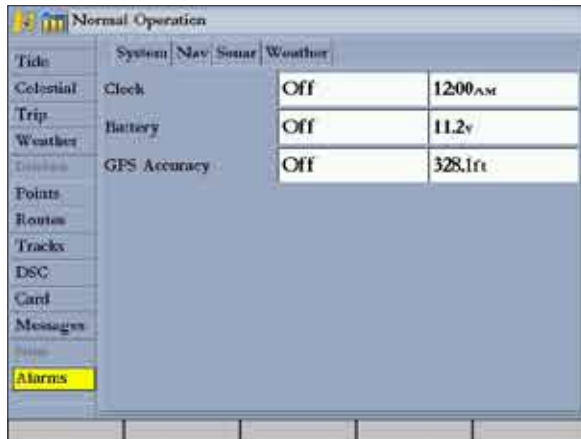 Normal Operation
System Nav Sonar Weather
Tide
Celestial
Trip
Weather
Points
Routes
Tracks
DSC
Card
Messages
Alarms
Clock Off 12:00AM
Battery Off 11.2v
GPS Accuracy Off 328.1ft